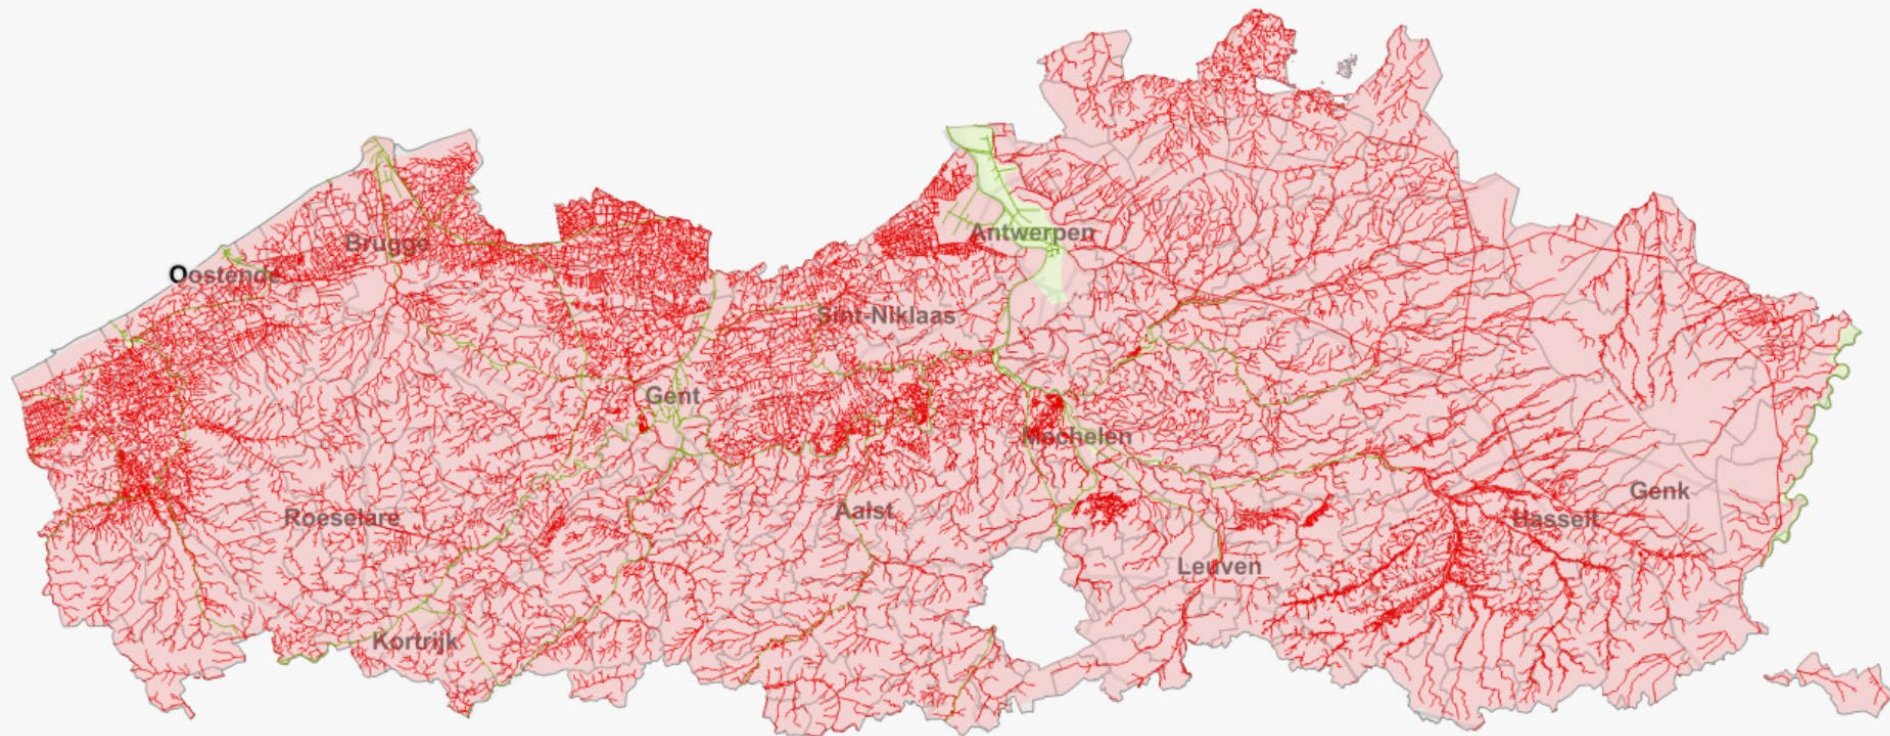 Brugge
Antwerpen
Oostende
Sint-Niklaas
Gent
Mechelen
Genk
Aalst
Roeselare
Hasselt
Leuven
Kortrijk